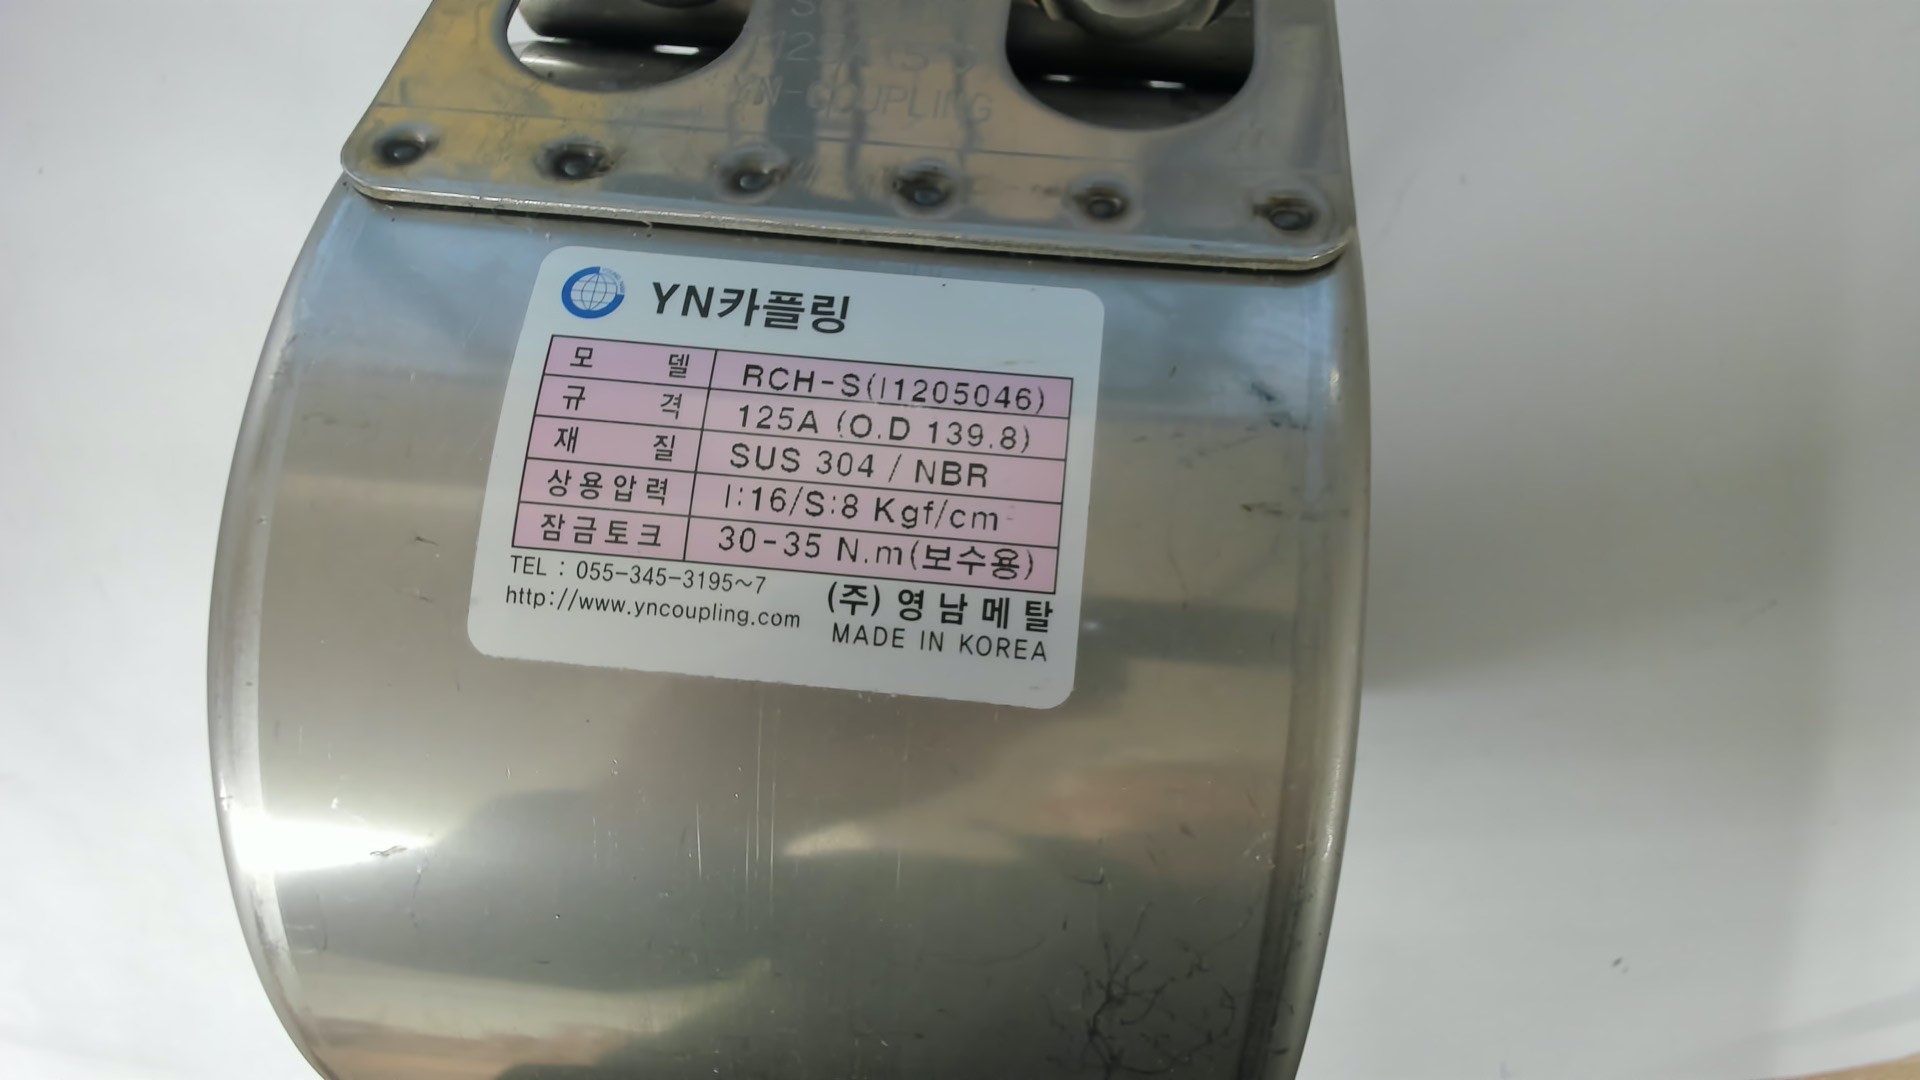 YN-COUPLING
YN카플링
모 델 RCH-S(I1205046)
규 격 125A (O.D 139.8)
재 질 SUS 304 / NBR
상용압력 I:16/S:8 Kgf/cm
잠금토크 30-35 N.m(보수용)
TEL : 055-345-3195~7
http://www.yncoupling.com
(주)영남메탈
MADE IN KOREA